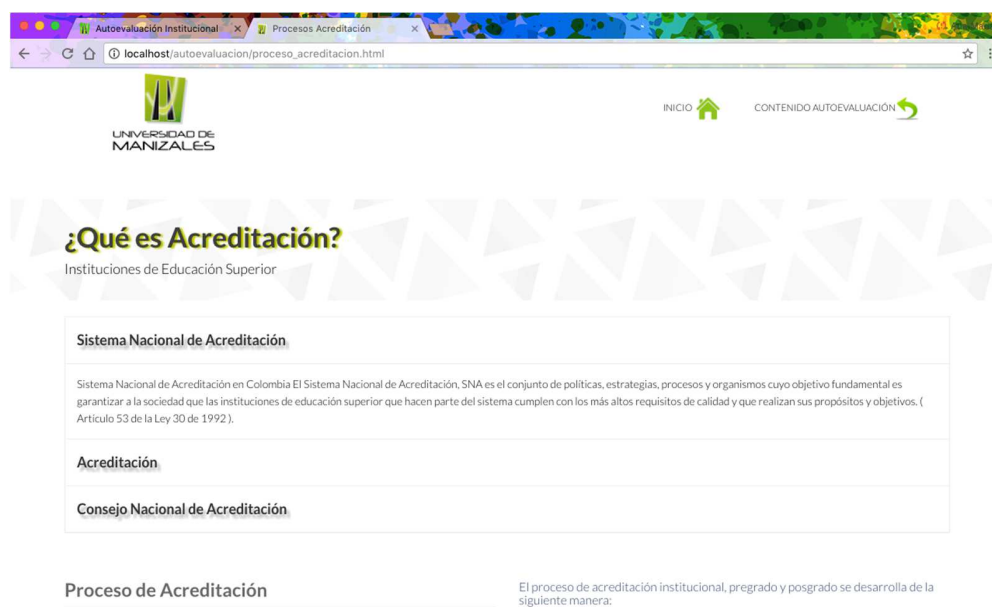 Autoevaluación Institucional
Procesos Acreditación
localhost/autoevaluacion/proceso_acreditacion.html
UNIVERSIDAD DE
MANIZALES
INICIO
CONTENIDO AUTOEVALUACIÓN
¿Qué es Acreditación?
Instituciones de Educación Superior
Sistema Nacional de Acreditación
Sistema Nacional de Acreditación en Colombia El Sistema Nacional de Acreditación, SNA es el conjunto de políticas, estrategias, procesos y organismos cuyo objetivo fundamental es
garantizar a la sociedad que las instituciones de educación superior que hacen parte del sistema cumplen con los más altos requisitos de calidad y que realizan sus propósitos y objetivos. (
Artículo 53 de la Ley 30 de 1992 ).
Acreditación
Consejo Nacional de Acreditación
Proceso de Acreditación
El proceso de acreditación institucional, pregrado y posgrado se desarrolla de la
siguiente manera: